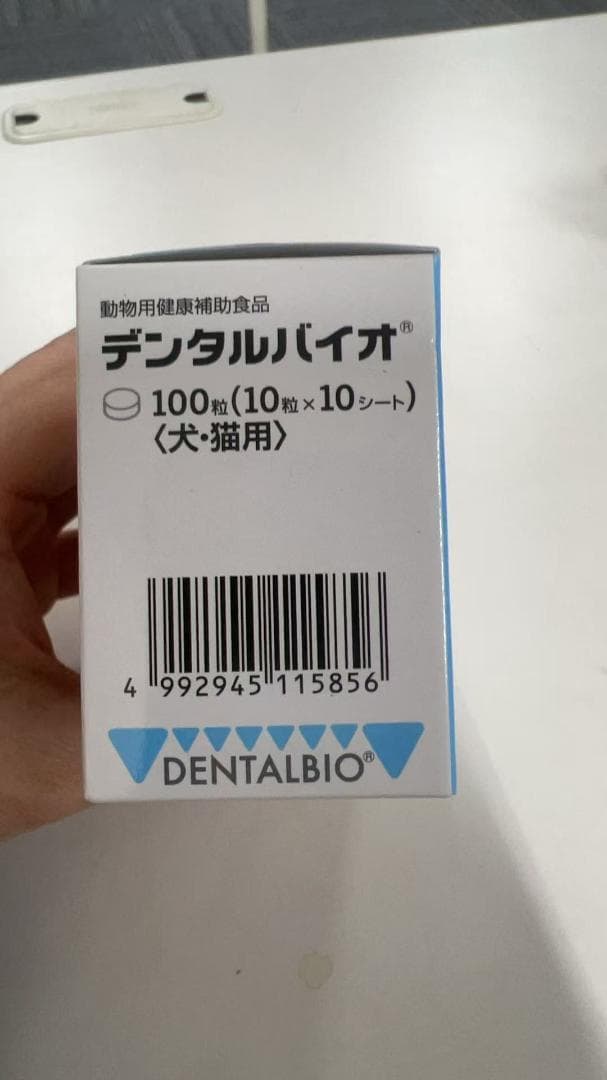 動物用健康補助食品
デンタルバイオ®
100粒(10粒×10シート)
〈犬・猫用〉
4 992945 115856
DENTALBIO®